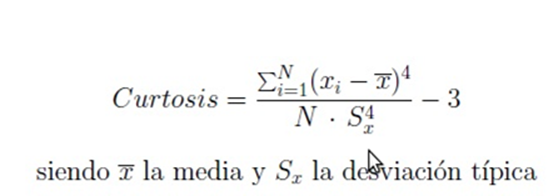 Curtosis = \frac{\sum_{i=1}^{N}(x_i - \overline{x})^4}{N \cdot S_x^4} - 3
siendo \overline{x} la media y S_x la desviación típica